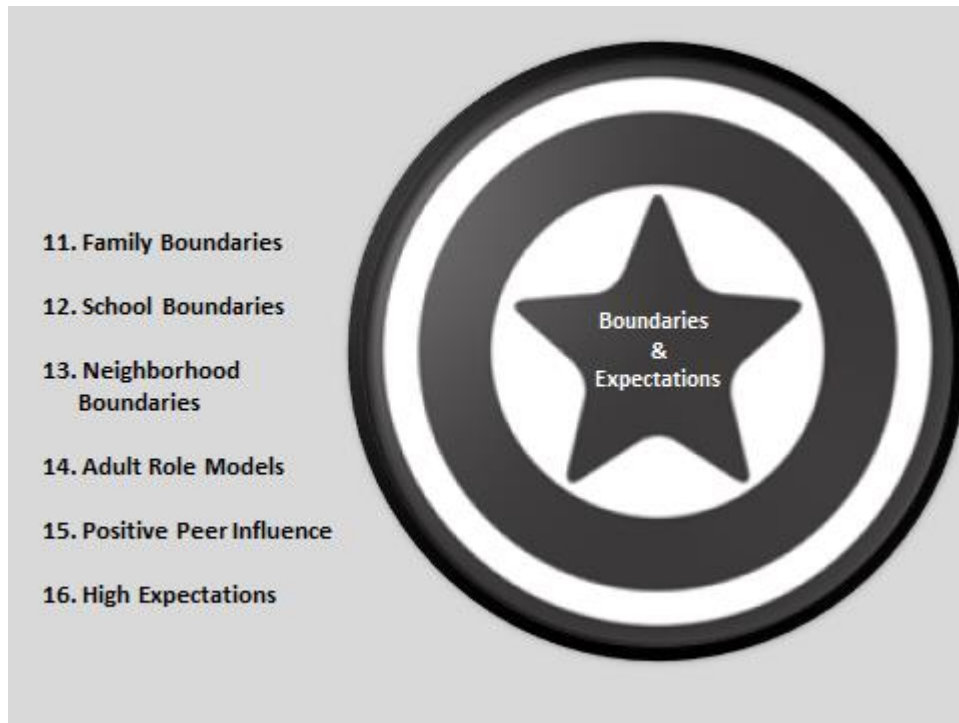 11. Family Boundaries
12. School Boundaries
13. Neighborhood
Boundaries
14. Adult Role Models
15. Positive Peer Influence
16. High Expectations
Boundaries
&
Expectations